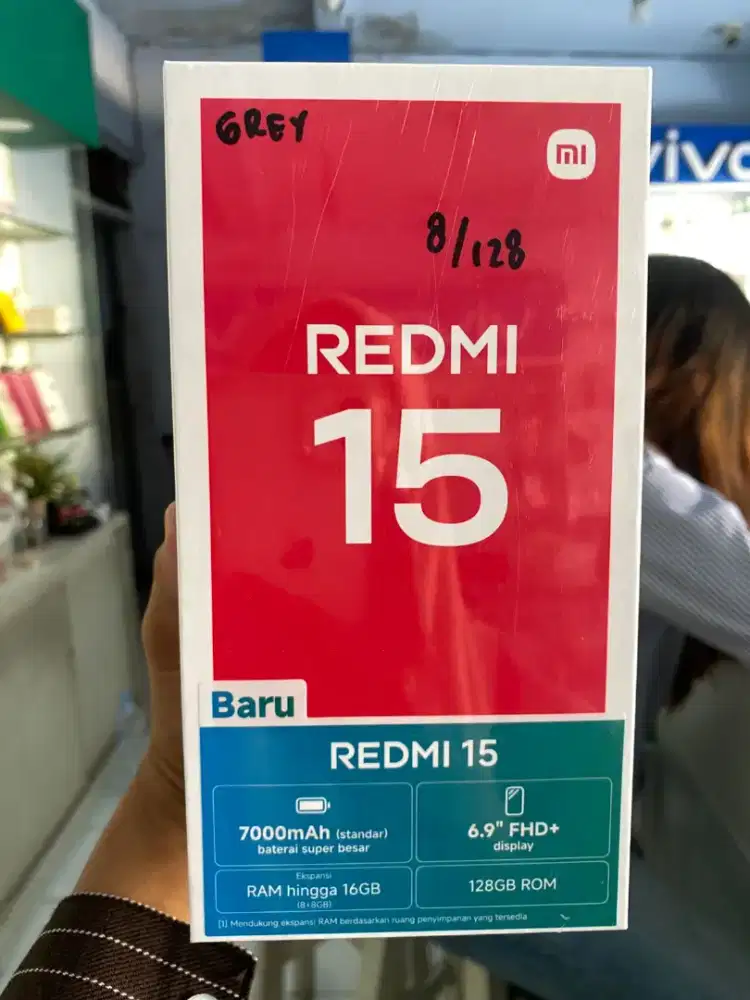 GREY
mi
vivo
8/128
REDMI
15
Baru
REDMI 15
7000mAh (standar)
baterai super besar
6.9" FHD+
display
Ekspansi
RAM hingga 16GB
(8+8GB)
128GB ROM
[1] Mendukung ekspansi RAM berdasarkan ruang penyimpanan yang tersedia